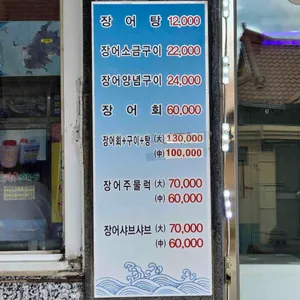 장어탕 12,000
장어소금구이 22,000
장어양념구이 24,000
장어회 60,000
장어회+구이+탕 (大) 130,000
(中) 100,000
장어주물럭 (大) 70,000
(中) 60,000
장어샤브샤브 (大) 70,000
(中) 60,000